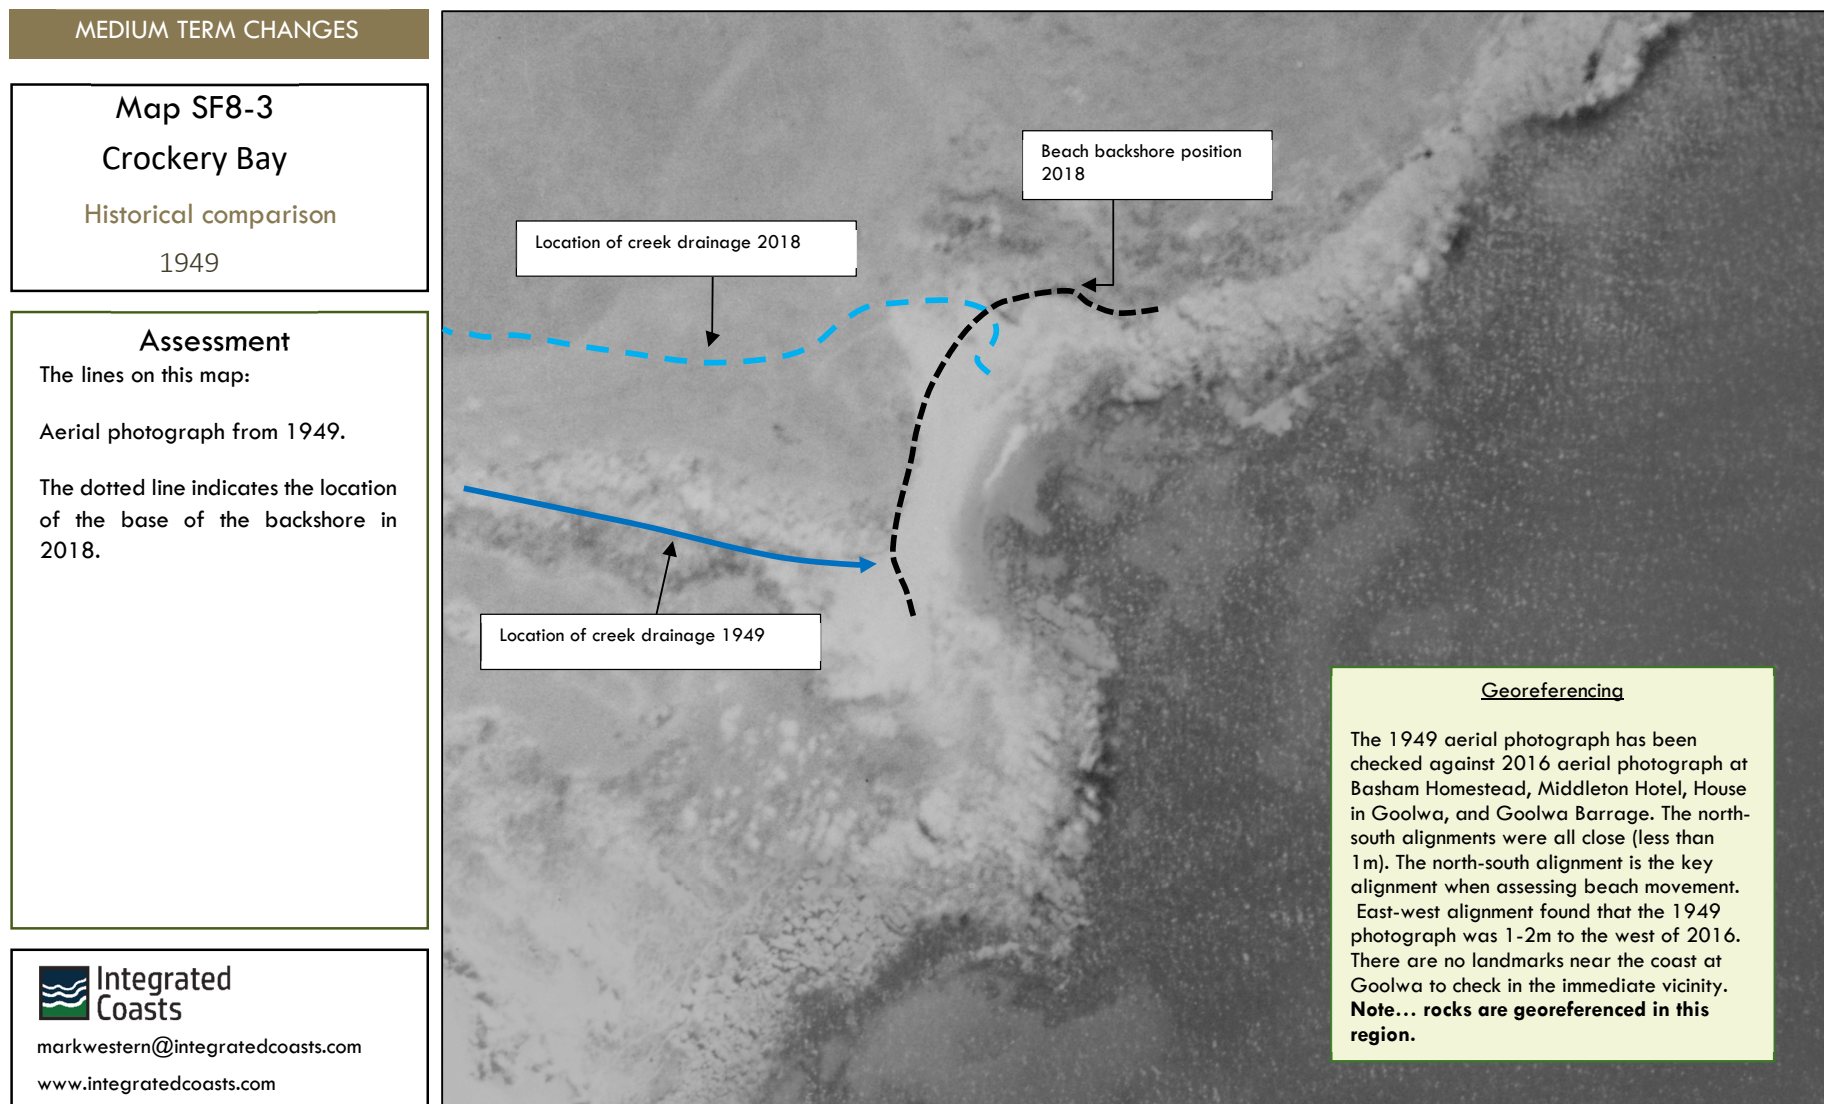 MEDIUM TERM CHANGES
Map SF8-3
Crockery Bay
Historical comparison
1949
Assessment
The lines on this map:
Aerial photograph from 1949.
The dotted line indicates the location
of the base of the backshore in
2018.
Integrated
Coasts
markwestern@integratedcoasts.com
www.integratedcoasts.com
Beach backshore position
2018
Location of creek drainage 2018
Location of creek drainage 1949
Georeferencing
The 1949 aerial photograph has been
checked against 2016 aerial photograph at
Basham Homestead, Middleton Hotel, House
in Goolwa, and Goolwa Barrage. The north-
south alignments were all close (less than
1m). The north-south alignment is the key
alignment when assessing beach movement.
East-west alignment found that the 1949
photograph was 1-2m to the west of 2016.
There are no landmarks near the coast at
Goolwa to check in the immediate vicinity.
Note... rocks are georeferenced in this
region.